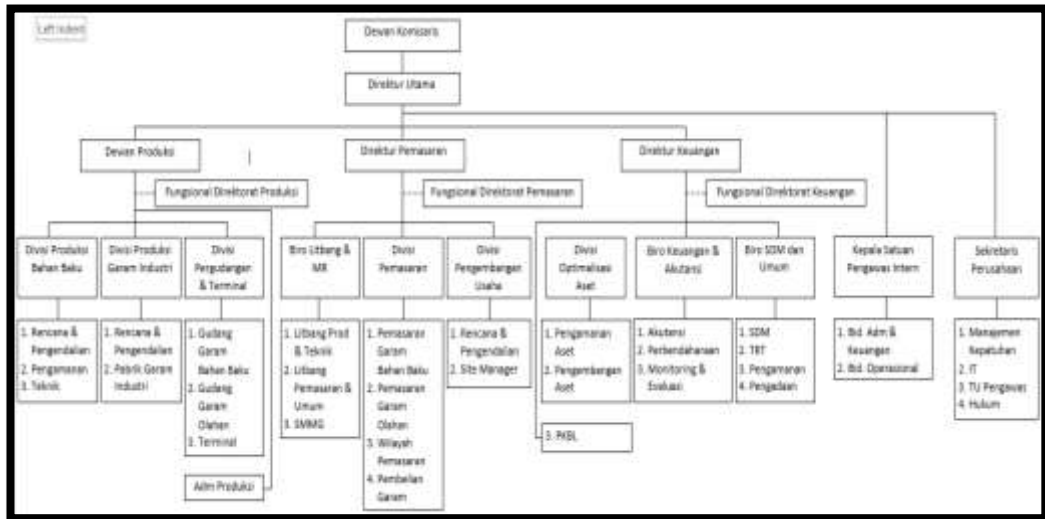 Left Indent
Dewan Komisaris
Direktur Utama
Dewan Produksi
Direktur Pemasaran
Direktur Keuangan
Fungsional Direktorat Produksi
Fungsional Direktorat Pemasaran
Fungsional Direktorat Keuangan
Divisi Produksi
Bahan Baku
Divisi Produksi
Garam Industri
Divisi
Pergudangan
& Terminal
Biro Litbang &
MR
Divisi
Pemasaran
Divisi
Pengembangan
Usaha
Divisi
Optimalisasi
Aset
Biro Keuangan &
Akutansi
Biro SDM dan
Umum
Kepala Satuan
Pengawas Intern
Sekretaris
Perusahaan
1. Rencana &
Pengendalian
2. Pengamanan
3. Teknik
1. Rencana &
Pengendalian
2. Pabrik Garam
Industri
1. Gudang
Garam
Bahan Baku
2. Gudang
Garam
Olahan
3. Terminal
1. Litbang Prod
& Teknik
2. Litbang
Pemasaran &
Umum
3. SMMG
1. Pemasaran
Garam
Bahan Baku
2. Pemasaran
Garam
Olahan
3. Wilayah
Pemasaran
4. Pembelian
Garam
1. Rencana &
Pengendalian
2. Site Manager
1. Pengamanan
Aset
2. Pengembangan
Aset
1. Akutansi
2. Perbendaharaan
3. Monitoring &
Evaluasi
1. SDM
2. TRT
3. Pengamanan
4. Pengadaan
1. Bid. Adm &
Keuangan
2. Bid. Operasional
1. Manajemen
Kepatuhan
2. IT
3. TU Pengawas
4. Hukum
3. PKBL
Adm Produksi